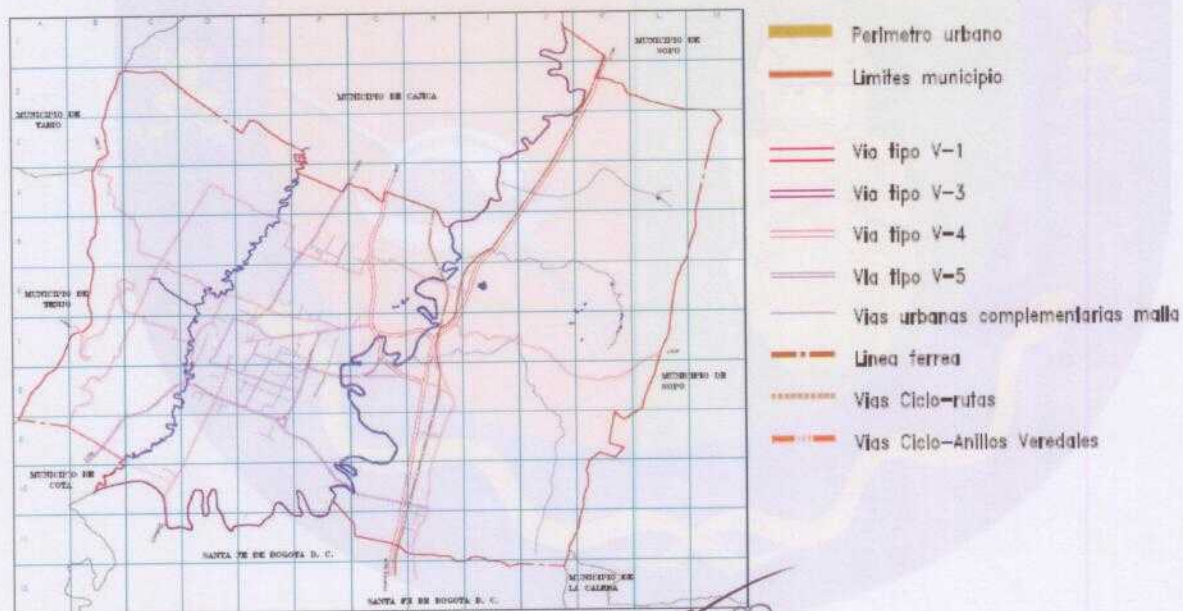 MUNICIPIO DE
SOPO
MUNICIPIO DE CAJICA
MUNICIPIO DE
TABIO
MUNICIPIO DE
TENJO
MUNICIPIO DE
SOPO
MUNICIPIO DE
COTA
SANTA FE DE BOGOTA D. C.
SANTA FE DE BOGOTA D. C.
MUNICIPIO DE
LA CALERA
Perimetro urbano
Limites municipio
Via tipo V-1
Via tipo V-3
Via tipo V-4
Via tipo V-5
Vias urbanas complementarias malla
Linea ferrea
Vias Ciclo-rutas
Vias Ciclo-Anillos Veredales